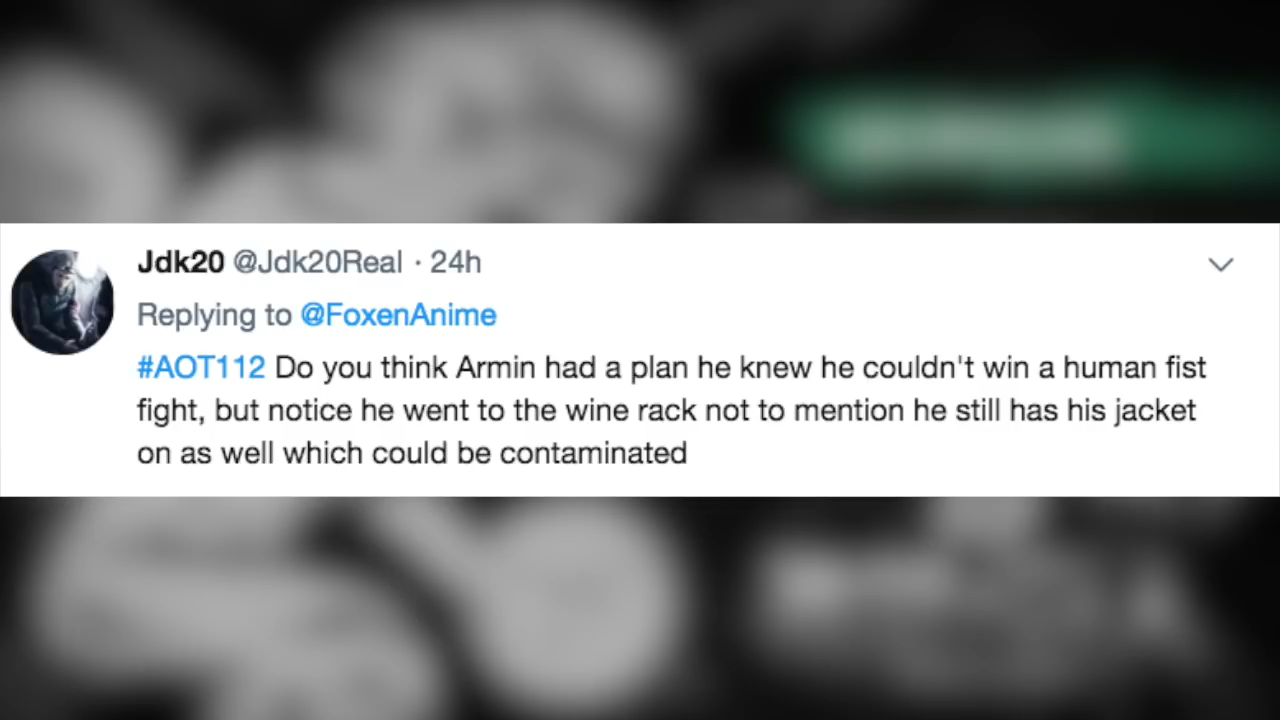 Jdk20 @Jdk20Real · 24h
Replying to @FoxenAnime
#AOT112 Do you think Armin had a plan he knew he couldn't win a human fist
fight, but notice he went to the wine rack not to mention he still has his jacket
on as well which could be contaminated